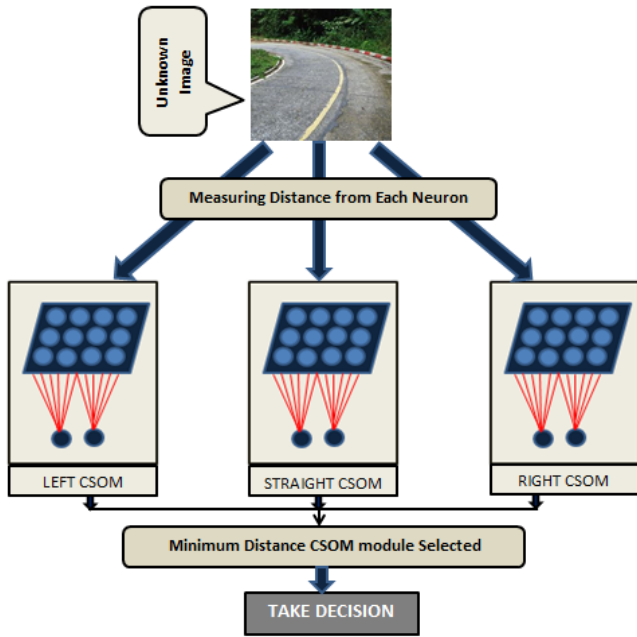 Unknown
Image
Measuring Distance from Each Neuron
LEFT CSOM
STRAIGHT CSOM
RIGHT CSOM
Minimum Distance CSOM module Selected
TAKE DECISION